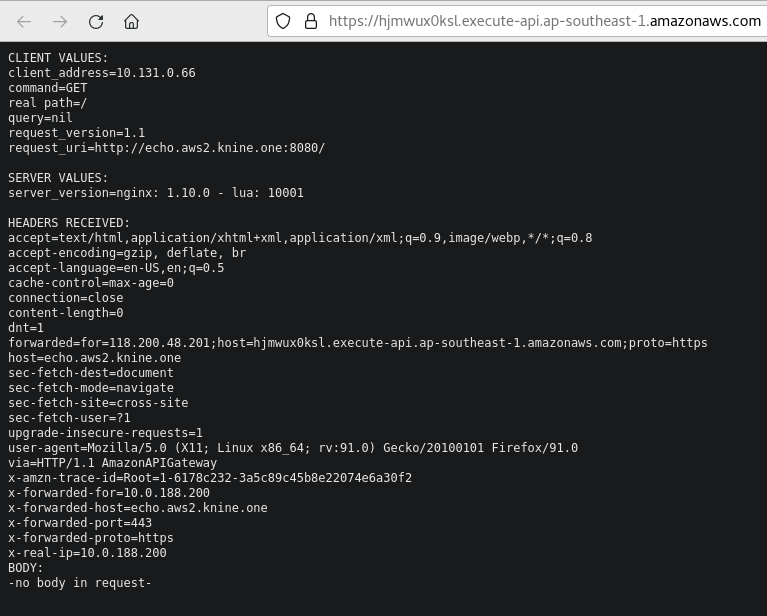 https://hjmwux0ksl.execute-api.ap-southeast-1.amazonaws.com
CLIENT VALUES:
client_address=10.131.0.66
command=GET
real path=/
query=nil
request_version=1.1
request_uri=http://echo.aws2.knine.one:8080/
SERVER VALUES:
server_version=nginx: 1.10.0 - lua: 10001
HEADERS RECEIVED:
accept=text/html,application/xhtml+xml,application/xml;q=0.9,image/webp,*/*;q=0.8
accept-encoding=gzip, deflate, br
accept-language=en-US,en;q=0.5
cache-control=max-age=0
connection=close
content-length=0
dnt=1
forwarded=for=118.200.48.201;host=hjmwux0ksl.execute-api.ap-southeast-1.amazonaws.com;proto=https
host=echo.aws2.knine.one
sec-fetch-dest=document
sec-fetch-mode=navigate
sec-fetch-site=cross-site
sec-fetch-user=?1
upgrade-insecure-requests=1
user-agent=Mozilla/5.0 (X11; Linux x86_64; rv:91.0) Gecko/20100101 Firefox/91.0
via=HTTP/1.1 AmazonAPIGateway
x-amzn-trace-id=Root=1-6178c232-3a5c89c45b8e22074e6a30f2
x-forwarded-for=10.0.188.200
x-forwarded-host=echo.aws2.knine.one
x-forwarded-port=443
x-forwarded-proto=https
x-real-ip=10.0.188.200
BODY:
-no body in request-